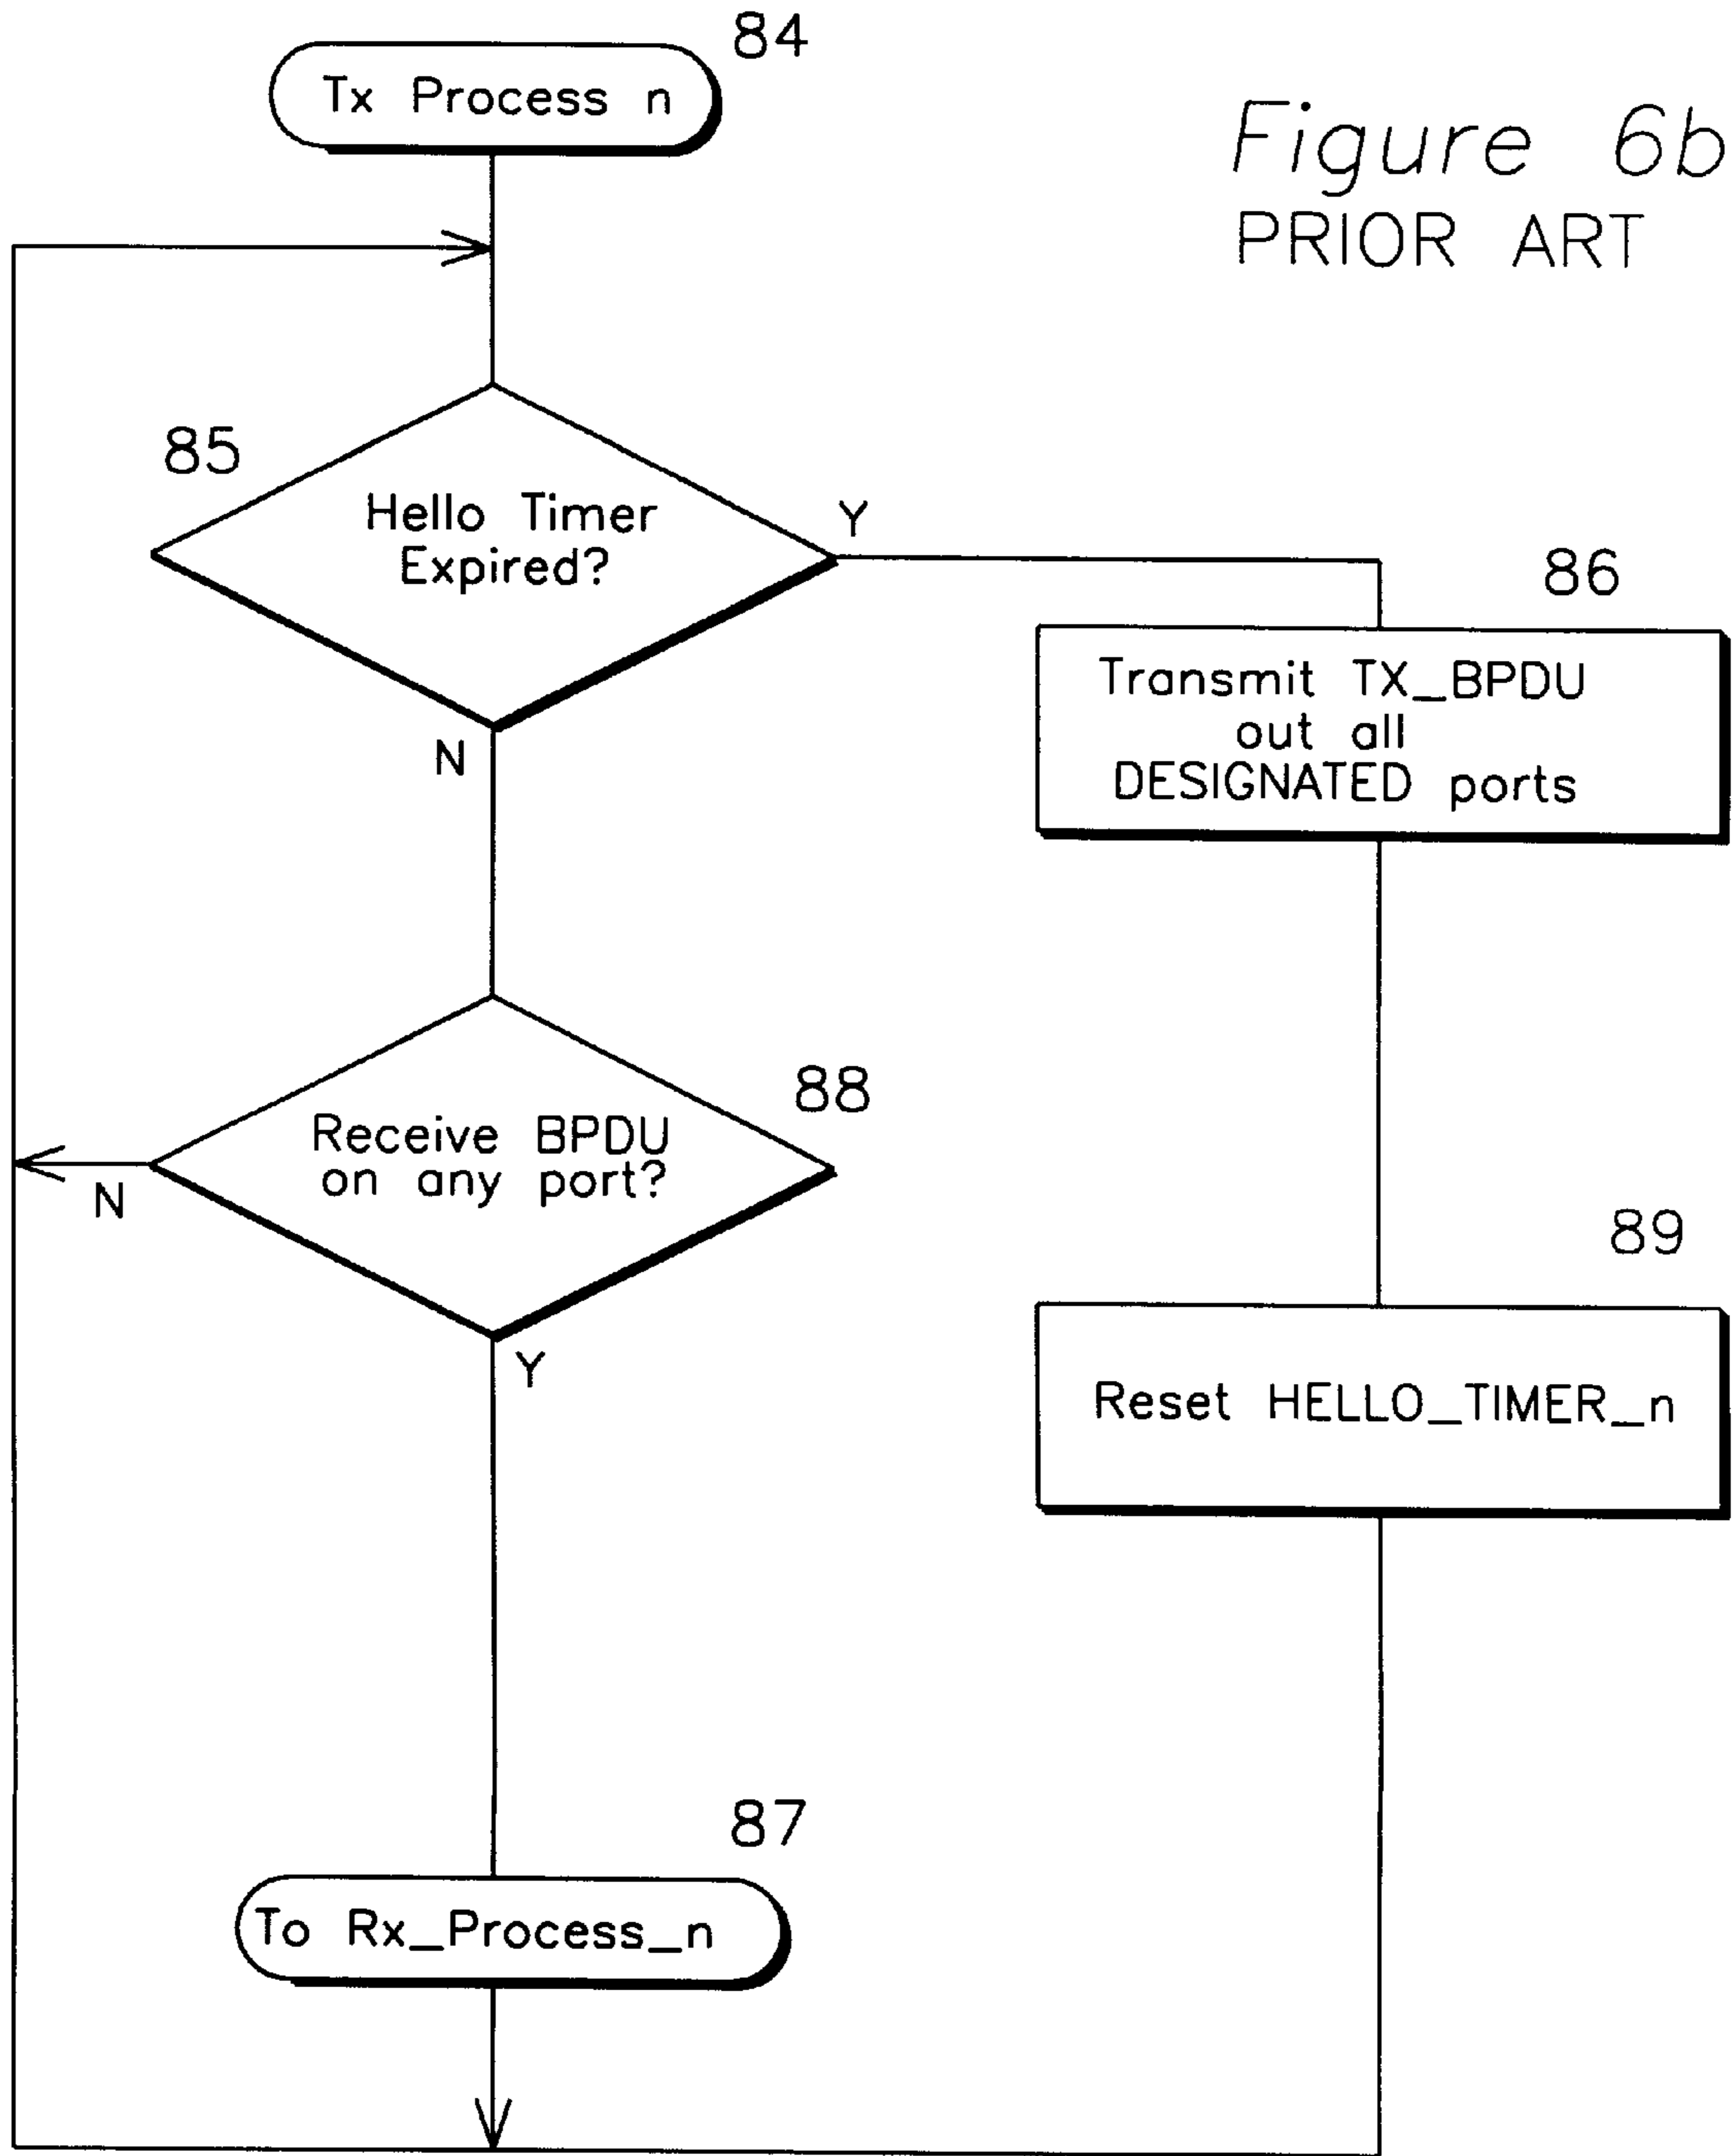 84
Tx Process n
Figure 6b
PRIOR ART
85
Hello Timer
Expired?
Y
N
86
Transmit TX_BPDU
out all
DESIGNATED ports
88
Receive BPDU
on any port?
N
Y
89
Reset HELLO_TIMER_n
87
To Rx_Process_n